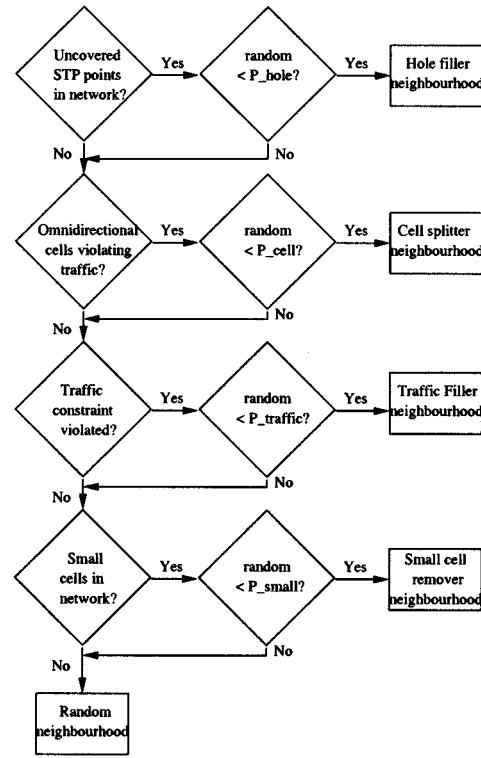 Uncovered
STP points
in network?
Yes
random
< P_hole?
Yes
Hole filler
neighbourhood
No
No
Omnidirectional
cells violating
traffic?
Yes
random
< P_cell?
Yes
Cell splitter
neighbourhood
No
No
Traffic
constraint
violated?
Yes
random
< P_traffic?
Yes
Traffic Filler
neighbourhood
No
No
Small
cells in
network?
Yes
random
< P_small?
Yes
Small cell
remover
neighbourhood
No
No
Random
neighbourhood